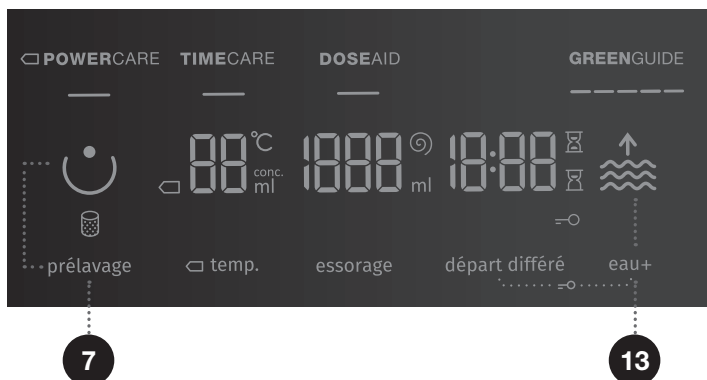 POWERCARE TIMECARE DOSEAID GREENGUIDE
88 °C 1888 18:88
conc.
ml ml
prélavage temp. essorage départ différé eau+
7 13